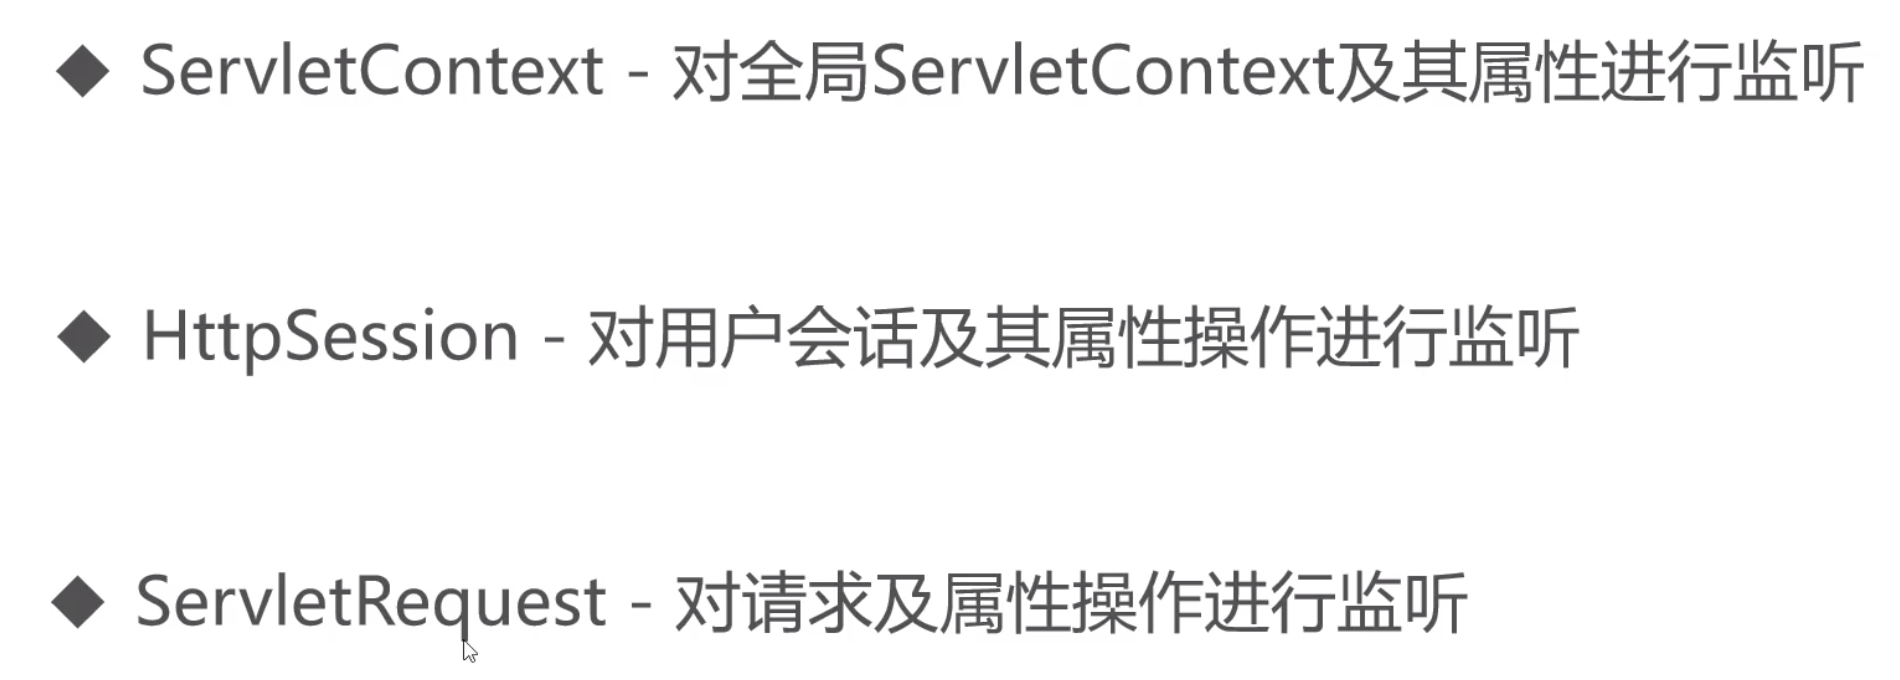 ◆ ServletContext - 对全局ServletContext及其属性进行监听
◆ HttpSession - 对用户会话及其属性操作进行监听
◆ ServletRequest - 对请求及属性操作进行监听